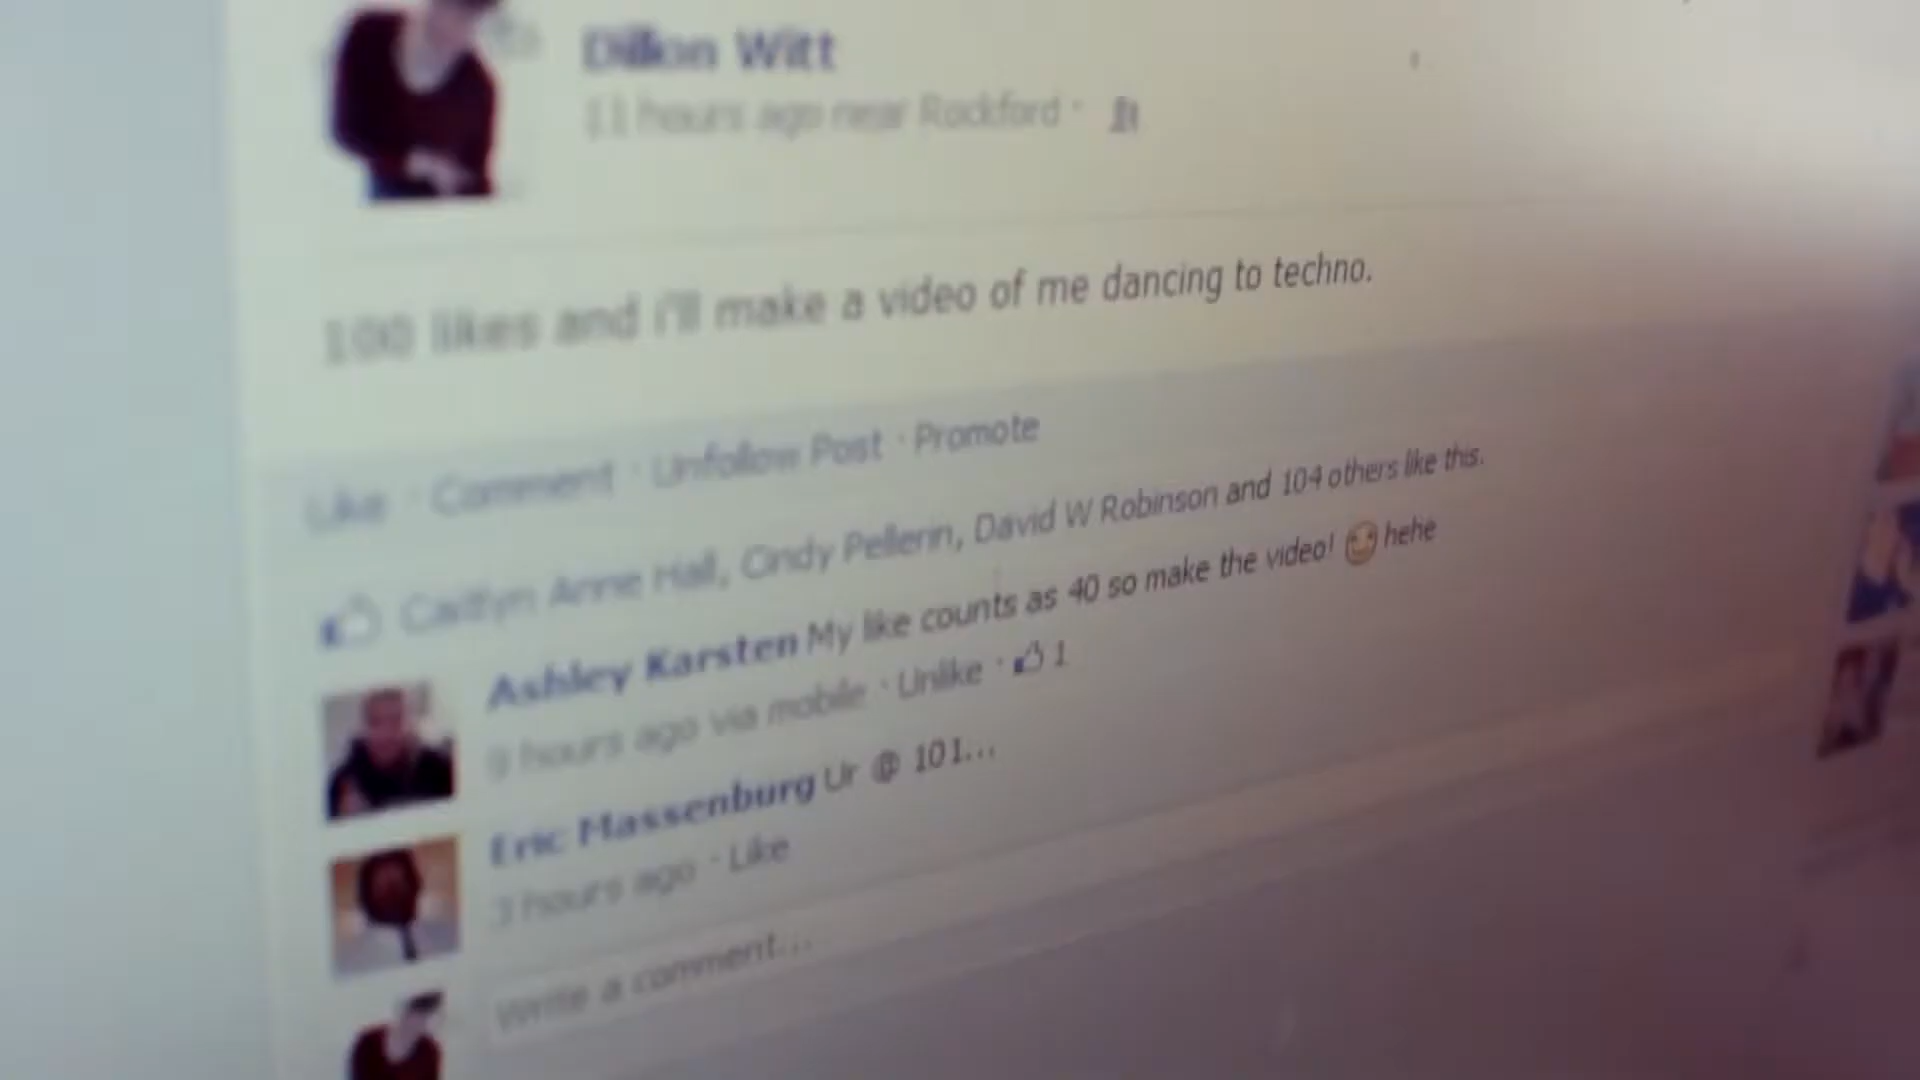 Dillon Witt
11 hours ago near Rockford ·
100 likes and i'll make a video of me dancing to techno.
Like · Comment · Unfollow Post · Promote
Caitlyn Anne Hall, Cindy Pellerin, David W Robinson and 104 others like this.
Ashley Karsten My like counts as 40 so make the video! hehe
9 hours ago via mobile · Unlike · 1
Eric Massenburg Ur @ 101...
3 hours ago · Like
Write a comment...